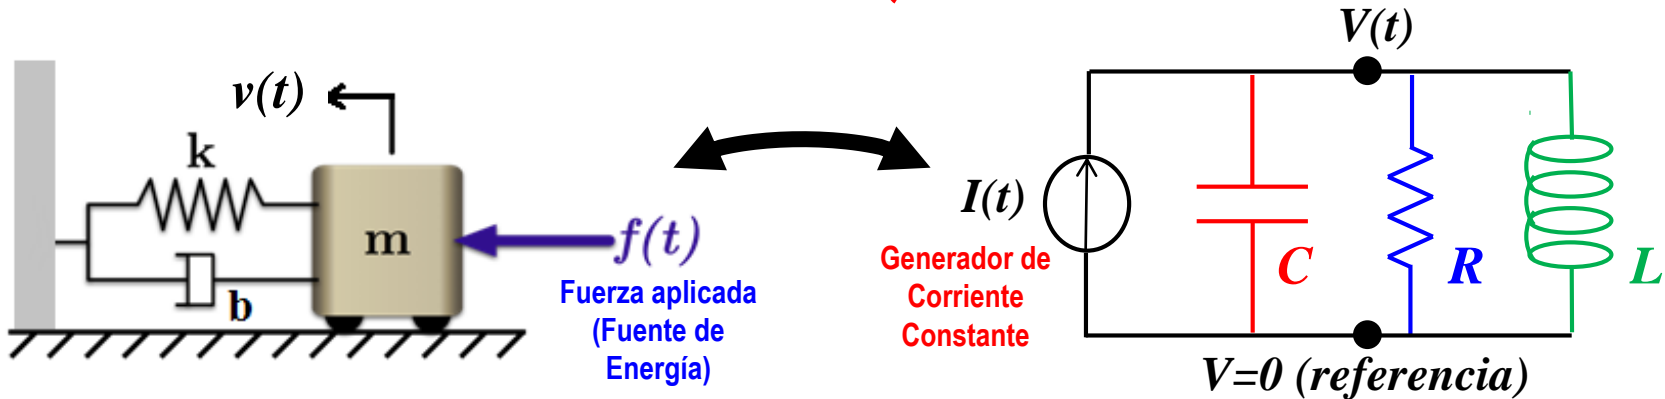 v(t)
k
m
b
f(t)
Fuerza aplicada
(Fuente de
Energía)
V(t)
I(t)
Generador de
Corriente
Constante
C
R
L
V=0 (referencia)